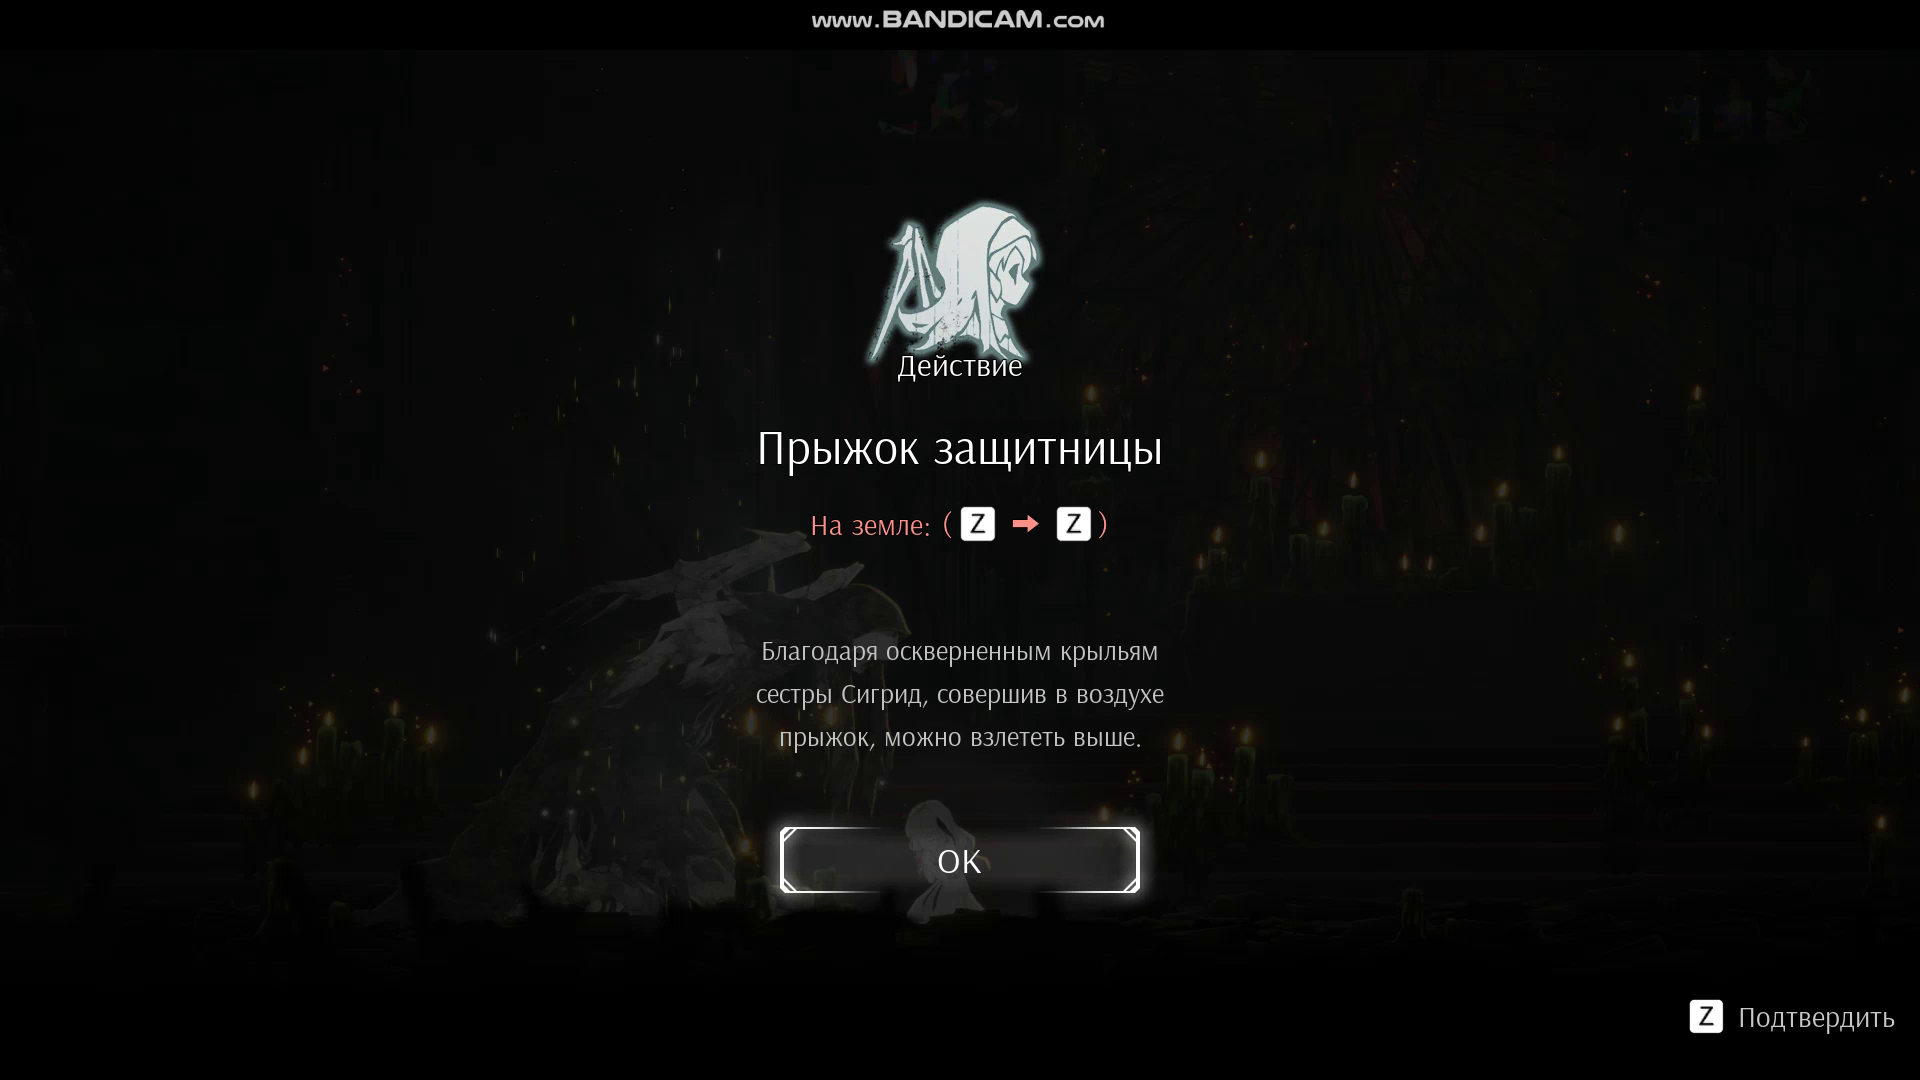 www.BANDICAM.com
Действие
Прыжок защитницы
На земле: ( Z ➡ Z )
Благодаря оскверненным крыльям
сестры Сигрид, совершив в воздухе
прыжок, можно взлететь выше.
OK
Z Подтвердить